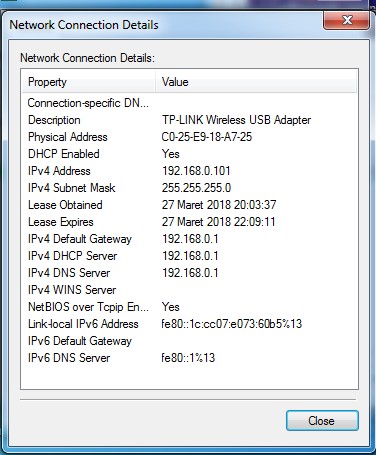 Network Connection Details
Network Connection Details:
Property Value
Connection-specific DN...
Description TP-LINK Wireless USB Adapter
Physical Address C0-25-E9-18-A7-25
DHCP Enabled Yes
IPv4 Address 192.168.0.101
IPv4 Subnet Mask 255.255.255.0
Lease Obtained 27 Maret 2018 20:03:37
Lease Expires 27 Maret 2018 22:09:11
IPv4 Default Gateway 192.168.0.1
IPv4 DHCP Server 192.168.0.1
IPv4 DNS Server 192.168.0.1
IPv4 WINS Server
NetBIOS over Tcpip En... Yes
Link-local IPv6 Address fe80::1c:cc07:e073:60b5%13
IPv6 Default Gateway
IPv6 DNS Server fe80::1%13
Close